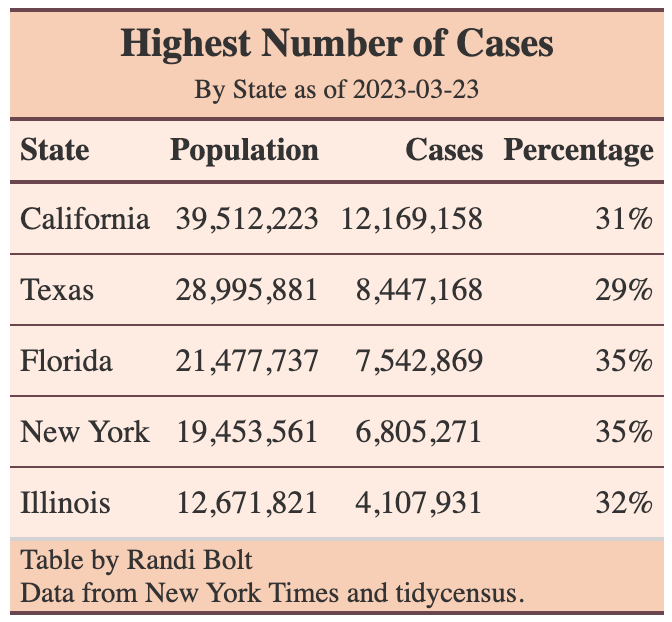 Highest Number of Cases
By State as of 2023-03-23
State Population Cases Percentage
California 39,512,223 12,169,158 31%
Texas 28,995,881 8,447,168 29%
Florida 21,477,737 7,542,869 35%
New York 19,453,561 6,805,271 35%
Illinois 12,671,821 4,107,931 32%
Table by Randi Bolt
Data from New York Times and tidycensus.